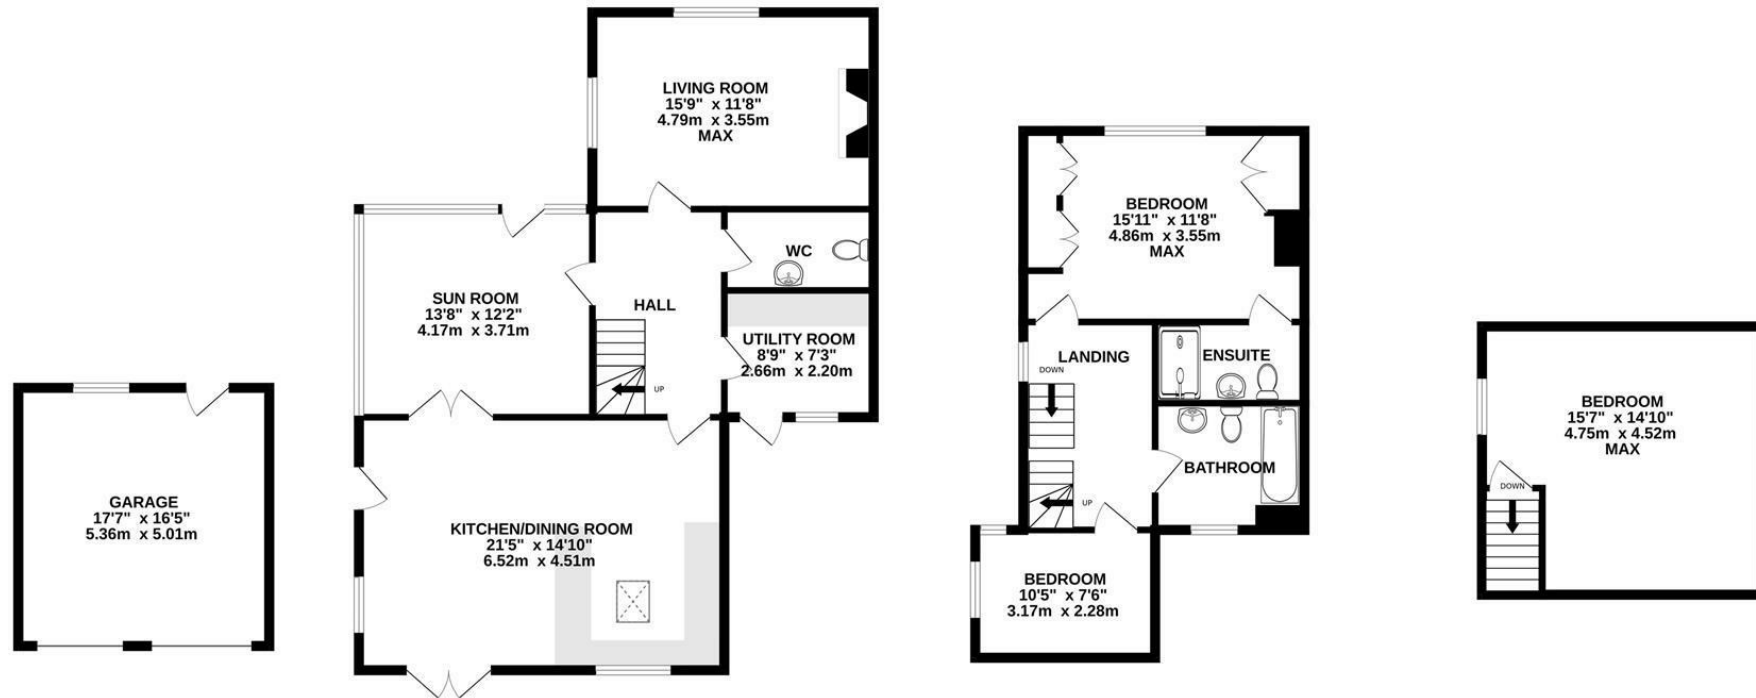 LIVING ROOM
15'9" x 11'8"
4.79m x 3.55m
MAX
SUN ROOM
13'8" x 12'2"
4.17m x 3.71m
HALL
UP
WC
UTILITY ROOM
8'9" x 7'3"
2.66m x 2.20m
GARAGE
17'7" x 16'5"
5.36m x 5.01m
KITCHEN/DINING ROOM
21'5" x 14'10"
6.52m x 4.51m
BEDROOM
15'11" x 11'8"
4.86m x 3.55m
MAX
LANDING
DOWN
UP
ENSUITE
BATHROOM
BEDROOM
10'5" x 7'6"
3.17m x 2.28m
BEDROOM
15'7" x 14'10"
4.75m x 4.52m
MAX
DOWN